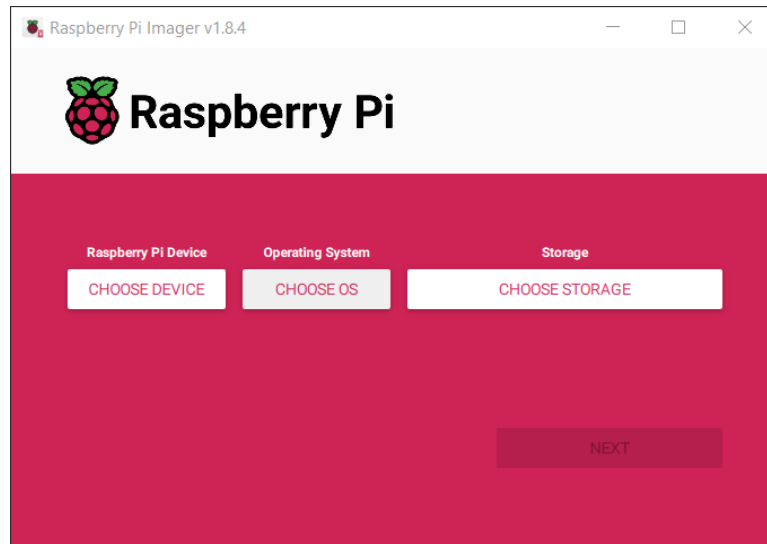 Raspberry Pi Imager v1.8.4
Raspberry Pi
Raspberry Pi Device
Operating System
Storage
CHOOSE DEVICE
CHOOSE OS
CHOOSE STORAGE
NEXT